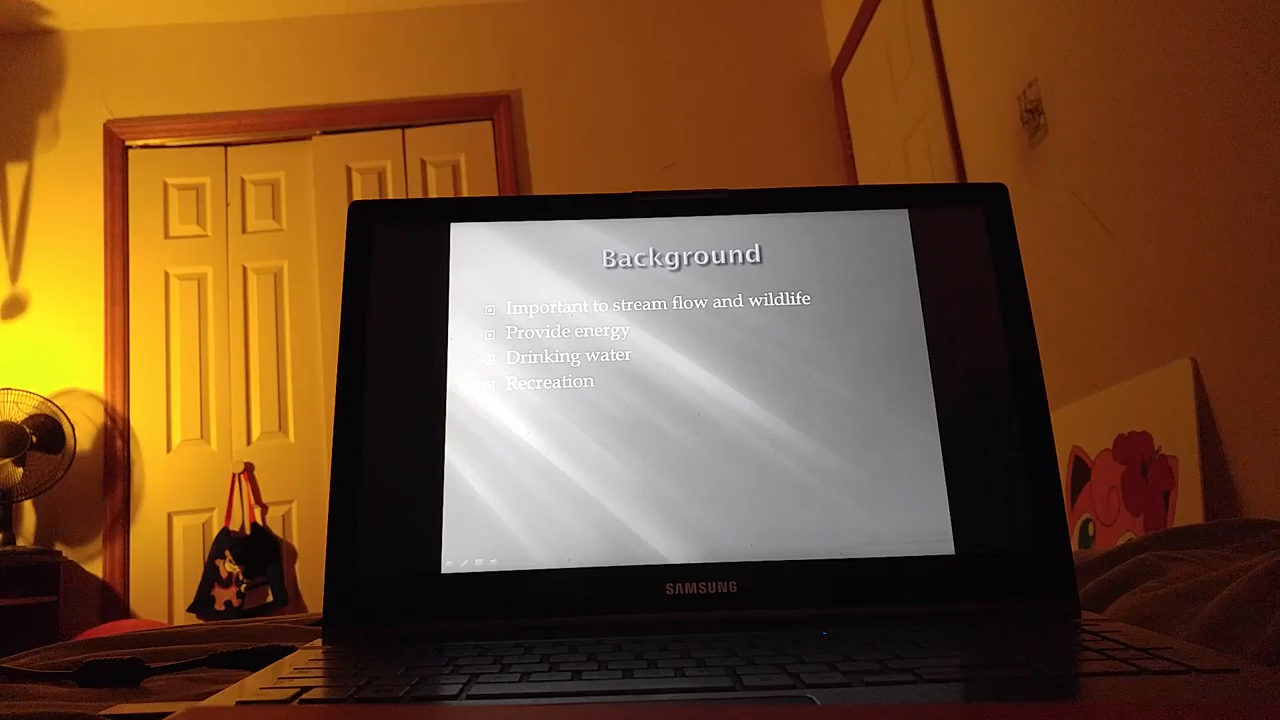 Background
Important to stream flow and wildlife
Provide energy
Drinking water
Recreation
SAMSUNG